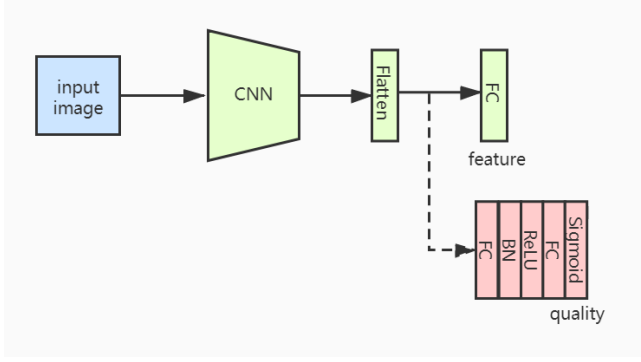 input
image
CNN
Flatten
FC
feature
FC
BN
ReLU
FC
Sigmoid
quality